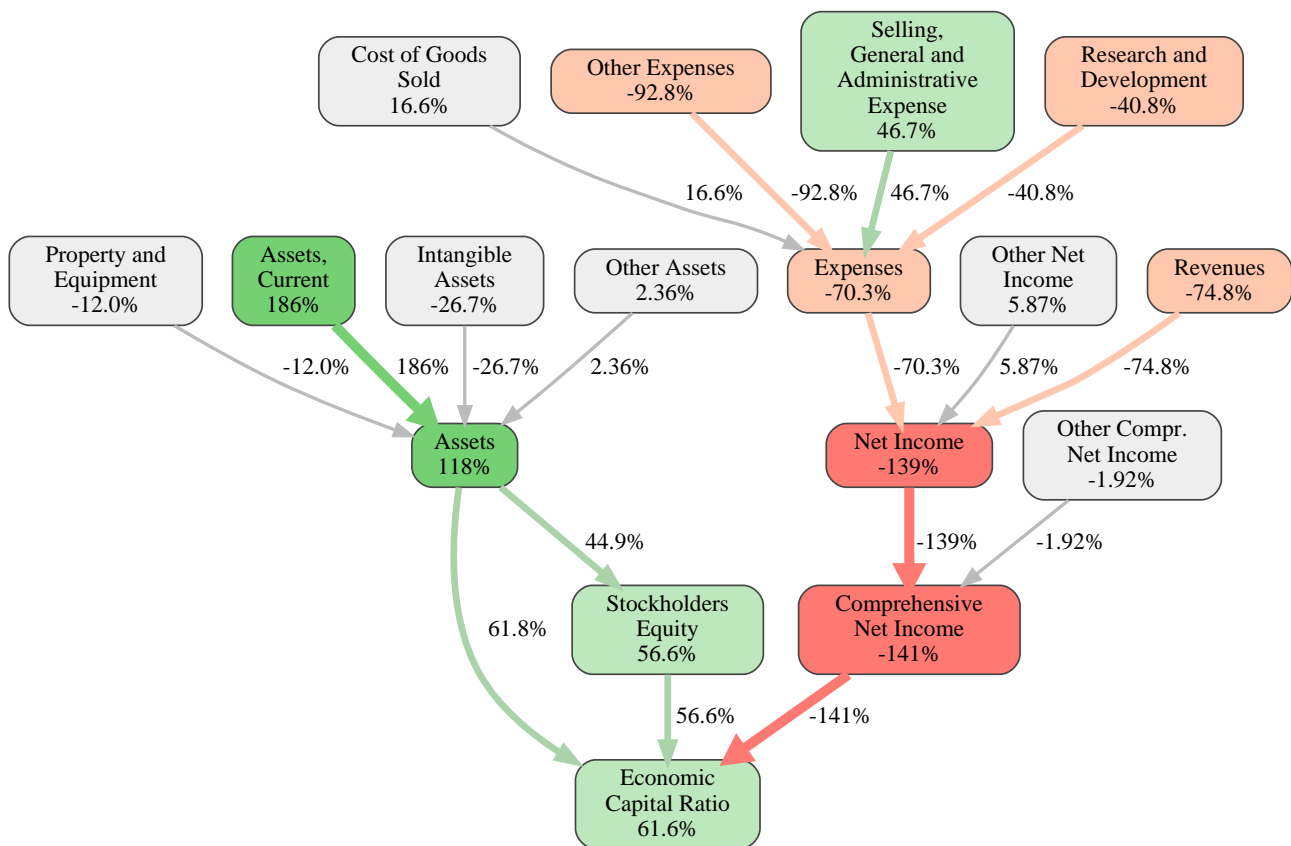 Cost of Goods
Sold
16.6%
Other Expenses
-92.8%
Selling,
General and
Administrative
Expense
46.7%
Research and
Development
-40.8%
16.6%
-92.8%
46.7%
-40.8%
Property and
Equipment
-12.0%
Assets,
Current
186%
Intangible
Assets
-26.7%
Other Assets
2.36%
Expenses
-70.3%
Other Net
Income
5.87%
Revenues
-74.8%
-12.0%
186%
-26.7%
2.36%
-70.3%
5.87%
-74.8%
Assets
118%
Net Income
-139%
Other Compr.
Net Income
-1.92%
44.9%
-139%
-1.92%
61.8%
Stockholders
Equity
56.6%
Comprehensive
Net Income
-141%
56.6%
-141%
Economic
Capital Ratio
61.6%